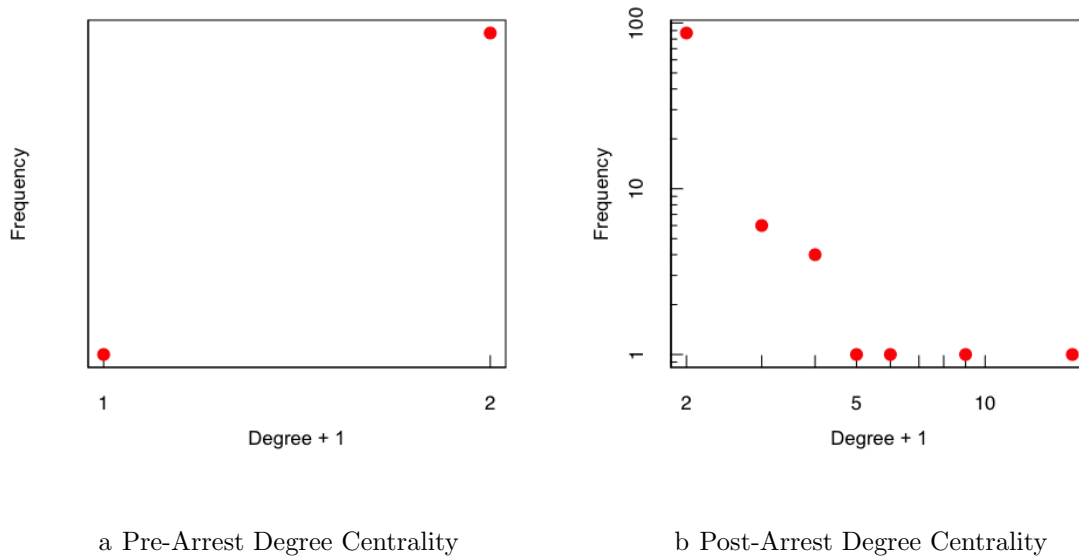 Frequency
1
2
Degree + 1
a Pre-Arrest Degree Centrality
Frequency
100
10
1
2
5
10
Degree + 1
b Post-Arrest Degree Centrality